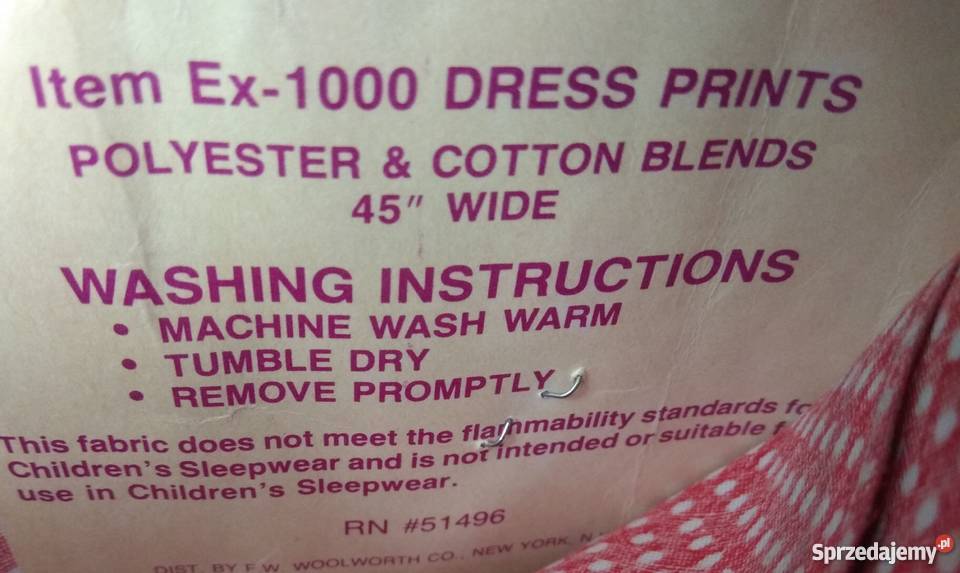 Item Ex-1000 DRESS PRINTS
POLYESTER & COTTON BLENDS
45" WIDE
WASHING INSTRUCTIONS
• MACHINE WASH WARM
• TUMBLE DRY
• REMOVE PROMPTLY
This fabric does not meet the flammability standards
Children's Sleepwear and is not intended or suitable
use in Children's Sleepwear.
RN #51496
DIST. BY F.W. WOOLWORTH CO., NEW YORK,
Sprzedajemy.pl